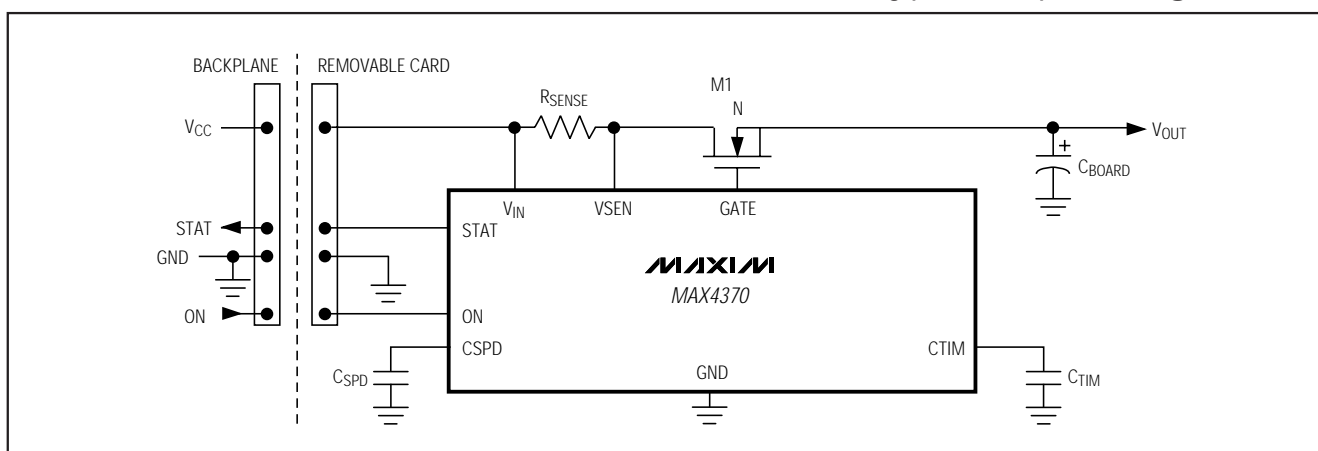 BACKPLANE
REMOVABLE CARD
VCC
STAT
GND
ON
RSENSE
M1
N
VOUT
+
CBOARD
VIN
VSEN
GATE
STAT
ON
CSPD
MAXIM
MAX4370
GND
CTIM
CSPD
CTIM